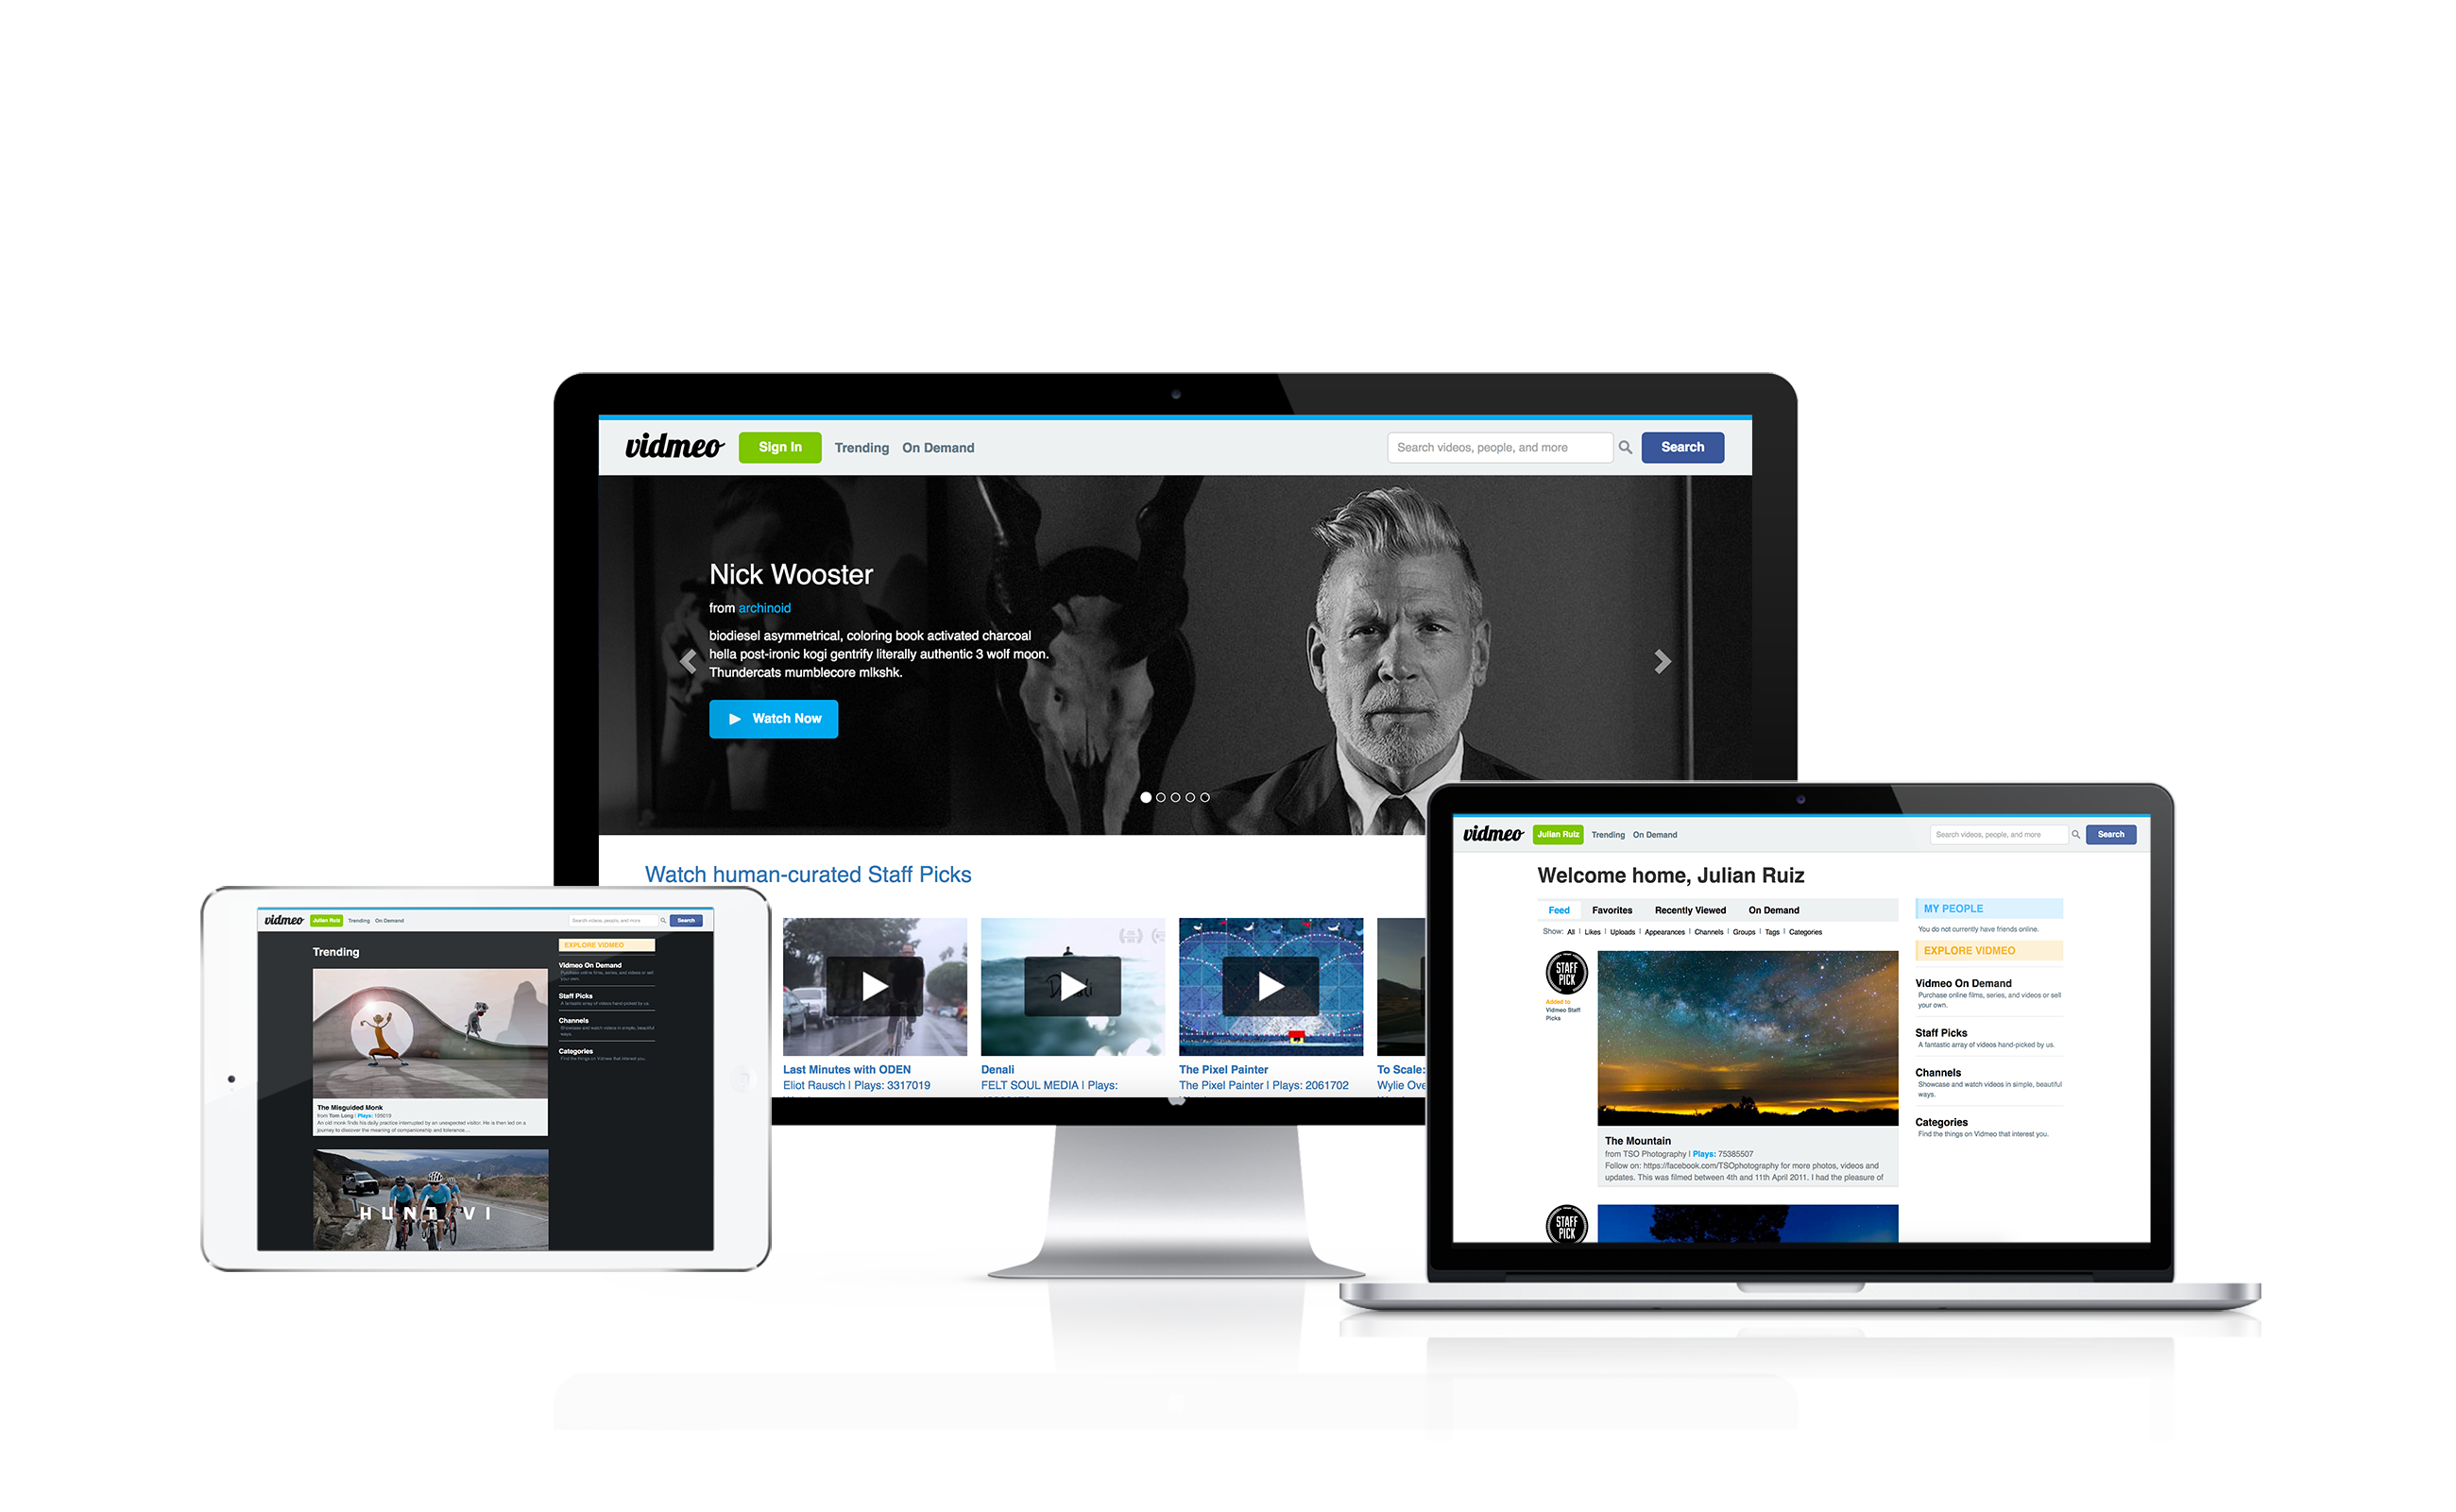 vidmeo
Sign In
Trending
On Demand
Search videos, people, and more
Search
Nick Wooster
from archinoid
biodiesel asymmetrical, coloring book activated charcoal
hella post-ironic kogi gentrify literally authentic 3 wolf moon.
Thundercats mumblecore mlkshk.
Watch Now
Watch human-curated Staff Picks
Last Minutes with ODEN
Eliot Rausch | Plays: 3317019
Denali
FELT SOUL MEDIA | Plays:
The Pixel Painter
The Pixel Painter | Plays: 2061702
To Scale:
Wylie Ove
vidmeo
Julian Ruiz
Trending
On Demand
Search videos, people, and more
Search
Trending
EXPLORE VIDMEO
Vidmeo On Demand
Purchase online films, series, and videos or sell
your own.
Staff Picks
A fantastic array of videos hand-picked by us.
Channels
Showcase and watch videos in simple, beautiful
ways.
Categories
Find the things on Vidmeo that interest you.
The Misguided Monk
from Tom Long | Plays: 195019
An old monk finds his daily practice interrupted by an unexpected visitor. He is then led on a
journey to discover the meaning of companionship and tolerance....
HUNT VI
vidmeo
Julian Ruiz
Trending
On Demand
Search videos, people, and more
Search
Welcome home, Julian Ruiz
Feed
Favorites
Recently Viewed
On Demand
Show: All | Likes | Uploads | Appearances | Channels | Groups | Tags | Categories
STAFF
PICK
Added to
Vidmeo Staff
Picks
The Mountain
from TSO Photography | Plays: 75385507
Follow on: https://facebook.com/TSOphotography for more photos, videos and
updates. This was filmed between 4th and 11th April 2011. I had the pleasure of
STAFF
PICK
MY PEOPLE
You do not currently have friends online.
EXPLORE VIDMEO
Vidmeo On Demand
Purchase online films, series, and videos or sell
your own.
Staff Picks
A fantastic array of videos hand-picked by us.
Channels
Showcase and watch videos in simple, beautiful
ways.
Categories
Find the things on Vidmeo that interest you.